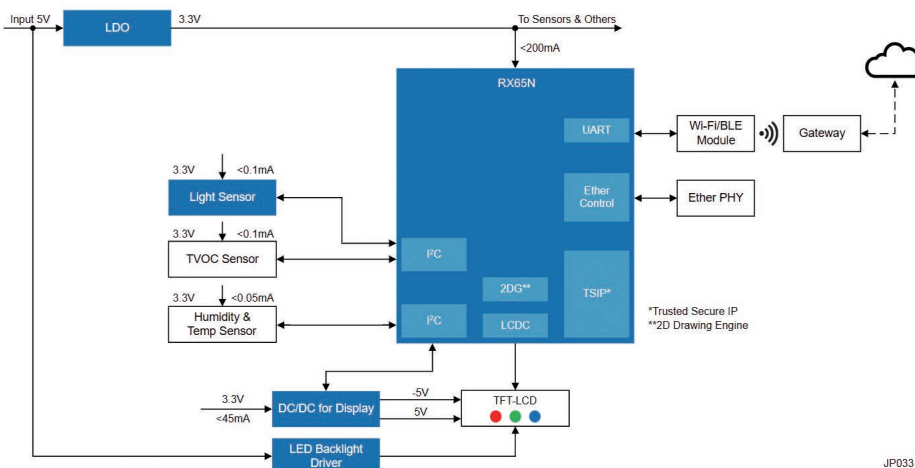 Input 5V
LDO
3.3V
To Sensors & Others
<200mA
RX65N
UART
Wi-Fi/BLE
Module
Gateway
Ether
Control
Ether PHY
3.3V
<0.1mA
Light Sensor
3.3V
<0.1mA
TVOC Sensor
I²C
3.3V
<0.05mA
Humidity &
Temp Sensor
I²C
2DG**
LCDC
TSIP*
*Trusted Secure IP
**2D Drawing Engine
3.3V
<45mA
DC/DC for Display
-5V
5V
TFT-LCD
LED Backlight
Driver
JP033